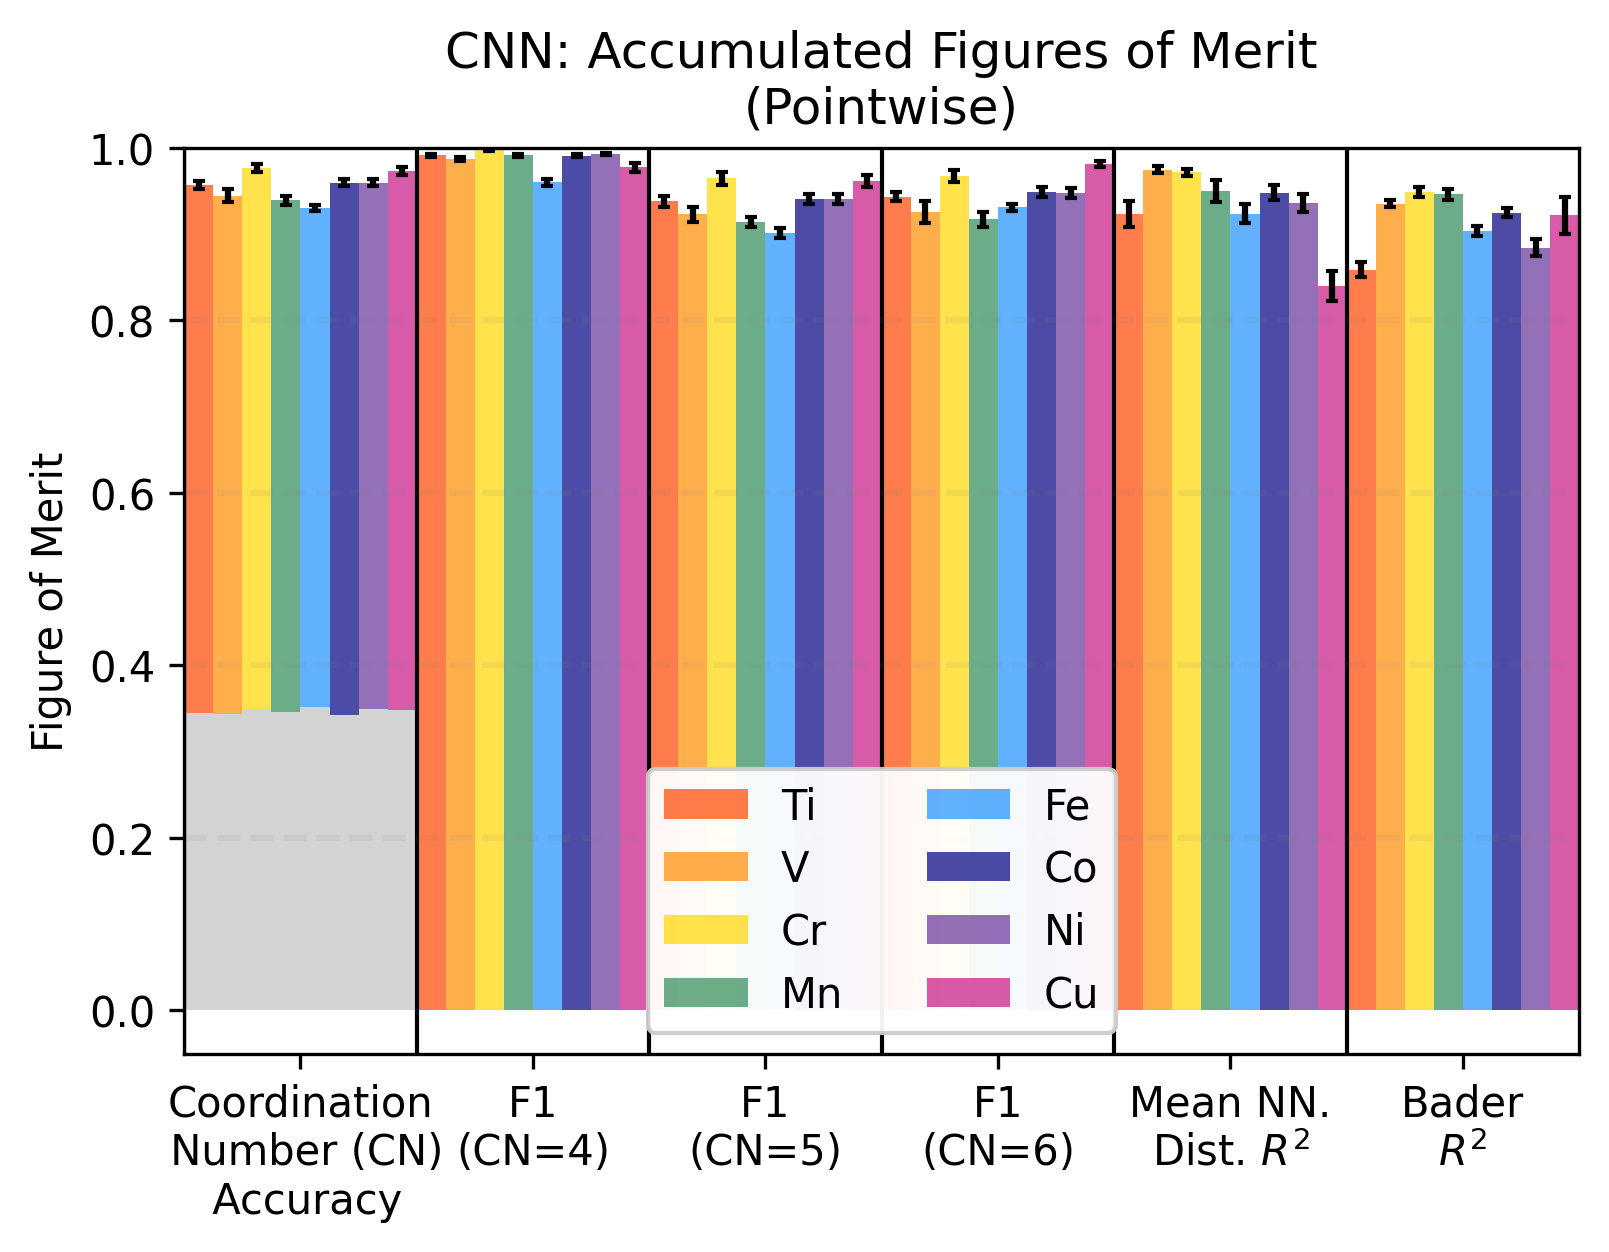 CNN: Accumulated Figures of Merit
(Pointwise)
Figure of Merit
1.0
0.8
0.6
0.4
0.2
0.0
Ti
V
Cr
Mn
Fe
Co
Ni
Cu
Coordination
Number (CN)
Accuracy
F1
(CN=4)
F1
(CN=5)
F1
(CN=6)
Mean NN.
Dist. R²
Bader
R²